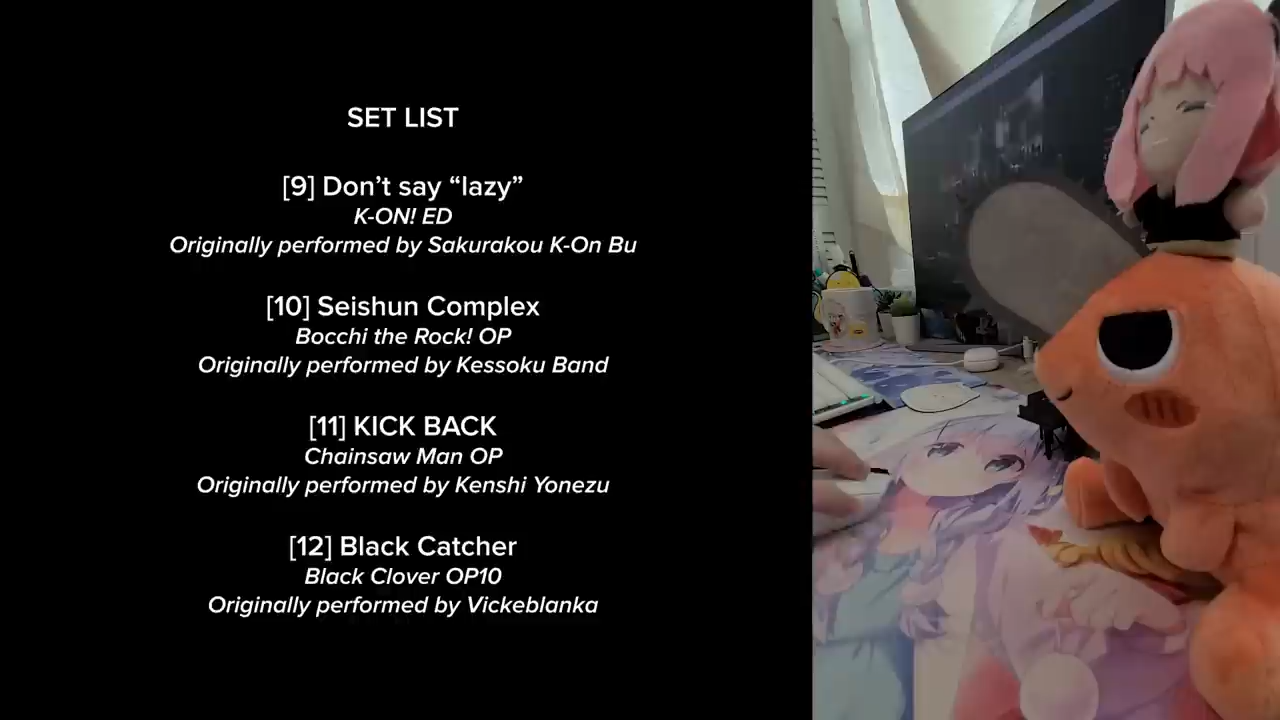 SET LIST
[9] Don’t say “lazy”
K-ON! ED
Originally performed by Sakurakou K-On Bu
[10] Seishun Complex
Bocchi the Rock! OP
Originally performed by Kessoku Band
[11] KICK BACK
Chainsaw Man OP
Originally performed by Kenshi Yonezu
[12] Black Catcher
Black Clover OP10
Originally performed by Vickeblanka